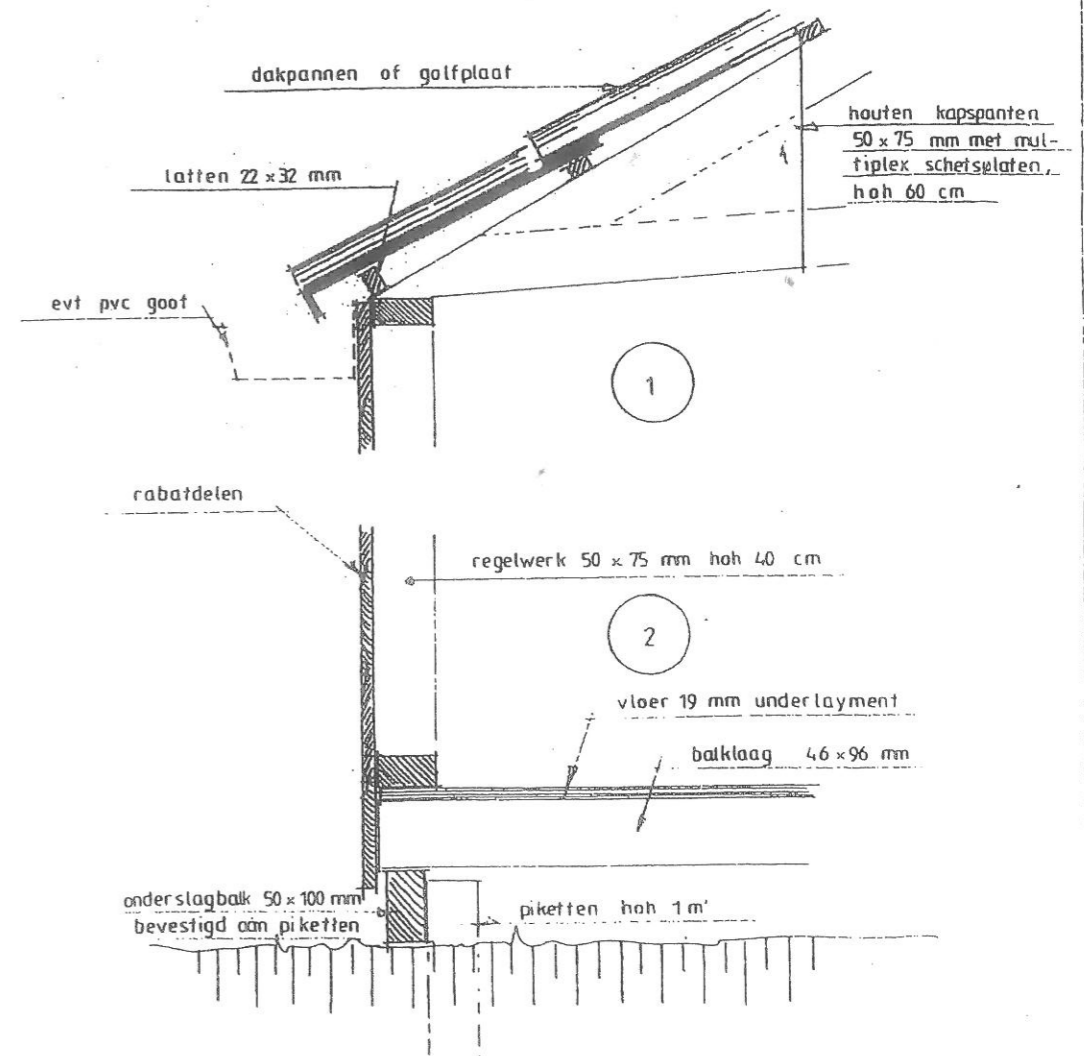 dakpannen of golfplaat
houten kapspanten
50 x 75 mm met mul-
tiplex schetsplaten,
hoh 60 cm
latten 22 x 32 mm
evt pvc goot
1
rabatdelen
regelwerk 50 x 75 mm hoh 40 cm
2
vloer 19 mm underlayment
balklaag 46 x 96 mm
onderslagbalk 50 x 100 mm
bevestigd aan piketten
piketten hoh 1 m'